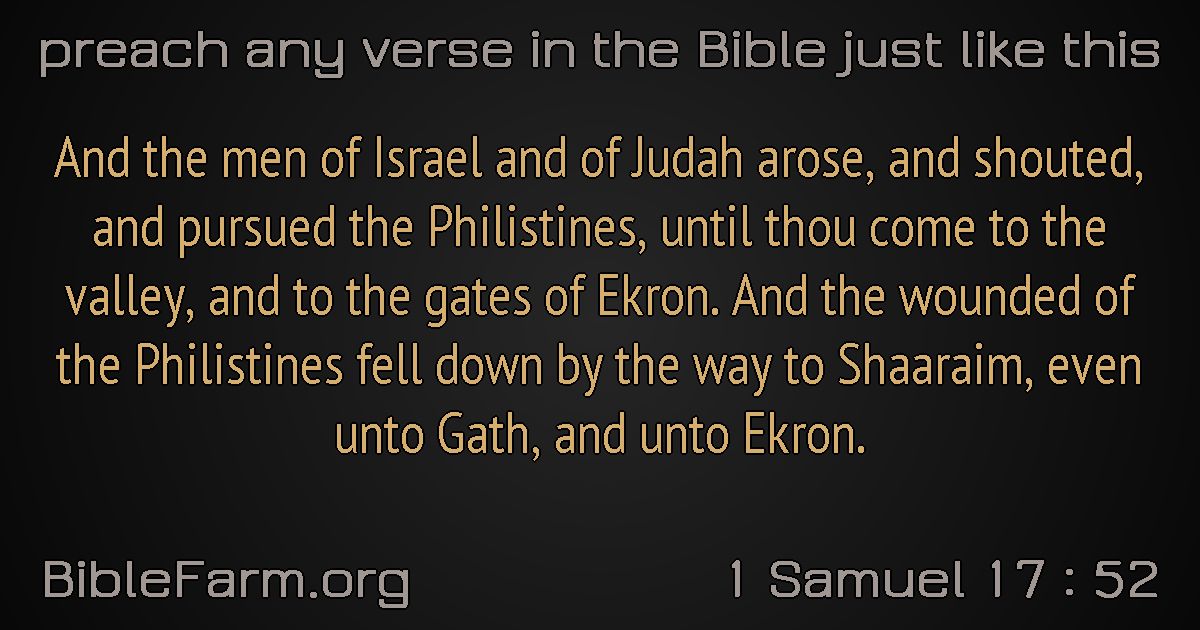 preach any verse in the Bible just like this
And the men of Israel and of Judah arose, and shouted,
and pursued the Philistines, until thou come to the
valley, and to the gates of Ekron. And the wounded of
the Philistines fell down by the way to Shaaraim, even
unto Gath, and unto Ekron.
BibleFarm.org
1 Samuel 17 : 52